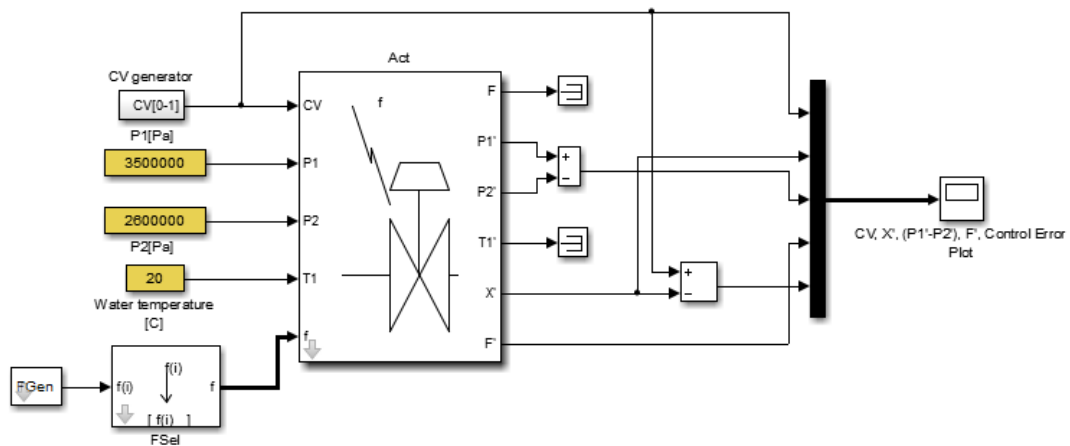 Act
CV generator
CV[0-1]
P1[Pa]
3500000
2600000
P2[Pa]
20
Water temperature
[C]
CV
P1
P2
T1
f
f
F
P1'
P2'
T1'
X'
F'
+
−
+
−
FGen
f(i)
f(i)
f
[ f(i) ]
FSel
CV, X', (P1'-P2'), F', Control Error
Plot